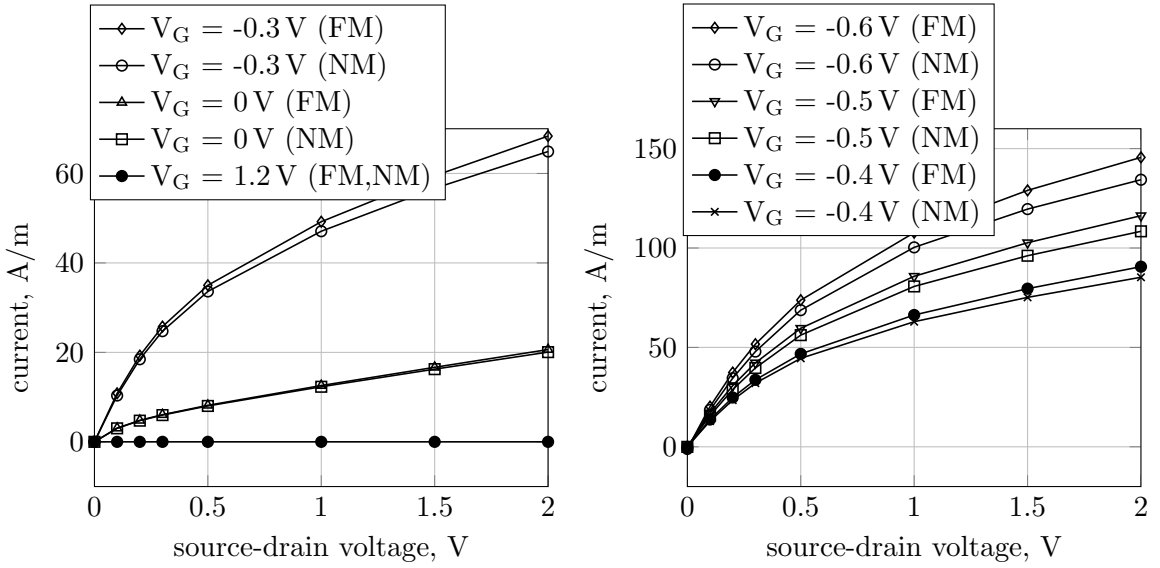 V_G = -0.3 V (FM)
V_G = -0.3 V (NM)
V_G = 0 V (FM)
V_G = 0 V (NM)
V_G = 1.2 V (FM,NM)
60
40
20
0
current, A/m
0 0.5 1 1.5 2
source-drain voltage, V
V_G = -0.6 V (FM)
V_G = -0.6 V (NM)
V_G = -0.5 V (FM)
V_G = -0.5 V (NM)
V_G = -0.4 V (FM)
V_G = -0.4 V (NM)
150
100
50
0
current, A/m
0 0.5 1 1.5 2
source-drain voltage, V